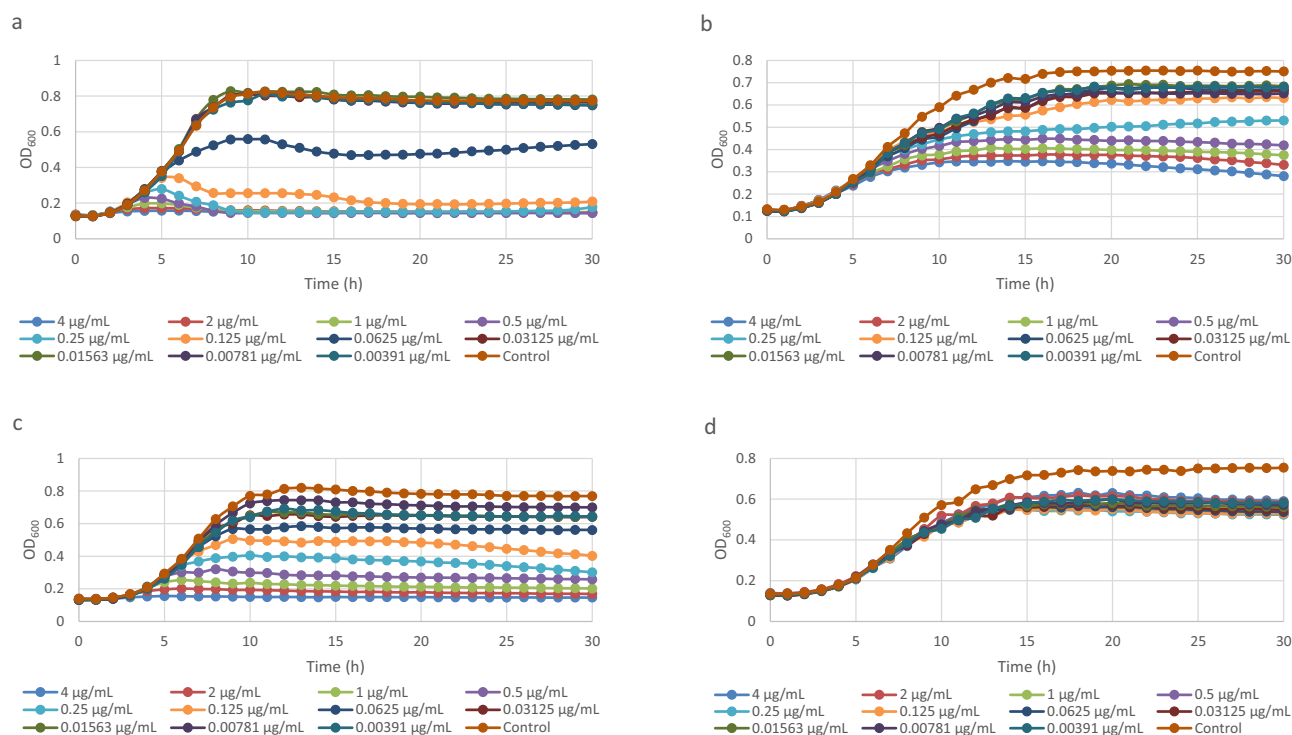 a
1
0.8
0.6
0.4
0.2
0
OD600
0 5 10 15 20 25 30
Time (h)
4 µg/mL 2 µg/mL 1 µg/mL 0.5 µg/mL
0.25 µg/mL 0.125 µg/mL 0.0625 µg/mL 0.03125 µg/mL
0.01563 µg/mL 0.00781 µg/mL 0.00391 µg/mL Control
b
0.8
0.7
0.6
0.5
0.4
0.3
0.2
0.1
0
OD600
0 5 10 15 20 25 30
Time (h)
4 µg/mL 2 µg/mL 1 µg/mL 0.5 µg/mL
0.25 µg/mL 0.125 µg/mL 0.0625 µg/mL 0.03125 µg/mL
0.01563 µg/mL 0.00781 µg/mL 0.00391 µg/mL Control
c
1
0.8
0.6
0.4
0.2
0
OD600
0 5 10 15 20 25 30
Time (h)
4 µg/mL 2 µg/mL 1 µg/mL 0.5 µg/mL
0.25 µg/mL 0.125 µg/mL 0.0625 µg/mL 0.03125 µg/mL
0.01563 µg/mL 0.00781 µg/mL 0.00391 µg/mL Control
d
0.8
0.6
0.4
0.2
0
OD600
0 5 10 15 20 25 30
Time (h)
4 µg/mL 2 µg/mL 1 µg/mL 0.5 µg/mL
0.25 µg/mL 0.125 µg/mL 0.0625 µg/mL 0.03125 µg/mL
0.01563 µg/mL 0.00781 µg/mL 0.00391 µg/mL Control